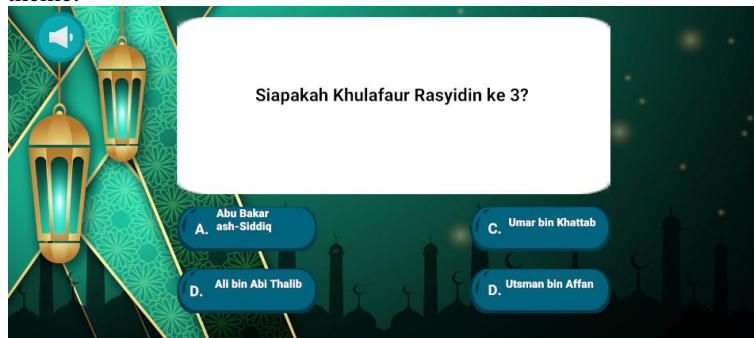 Siapakah Khulafaur Rasyidin ke 3?
A. Abu Bakar
ash-Siddiq
C. Umar bin Khattab
D. Ali bin Abi Thalib
D. Utsman bin Affan